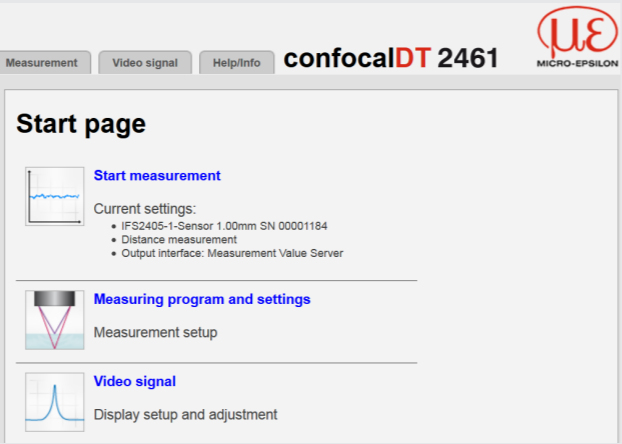 Measurement
Video signal
Help/Info
confocalDT 2461
µε
MICRO-EPSILON
Start page
Start measurement
Current settings:
IFS2405-1-Sensor 1.00mm SN 00001184
Distance measurement
Output interface: Measurement Value Server
Measuring program and settings
Measurement setup
Video signal
Display setup and adjustment